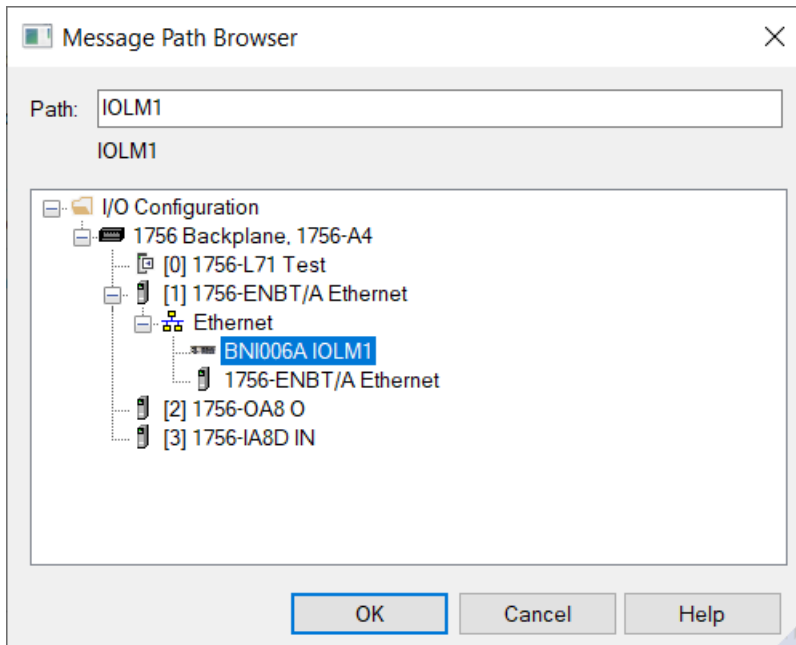 Message Path Browser
Path: IOLM1
IOLM1
I/O Configuration
1756 Backplane, 1756-A4
[0] 1756-L71 Test
[1] 1756-ENBT/A Ethernet
Ethernet
BNI006A IOLM1
1756-ENBT/A Ethernet
[2] 1756-OA8 O
[3] 1756-IA8D IN
OK Cancel Help